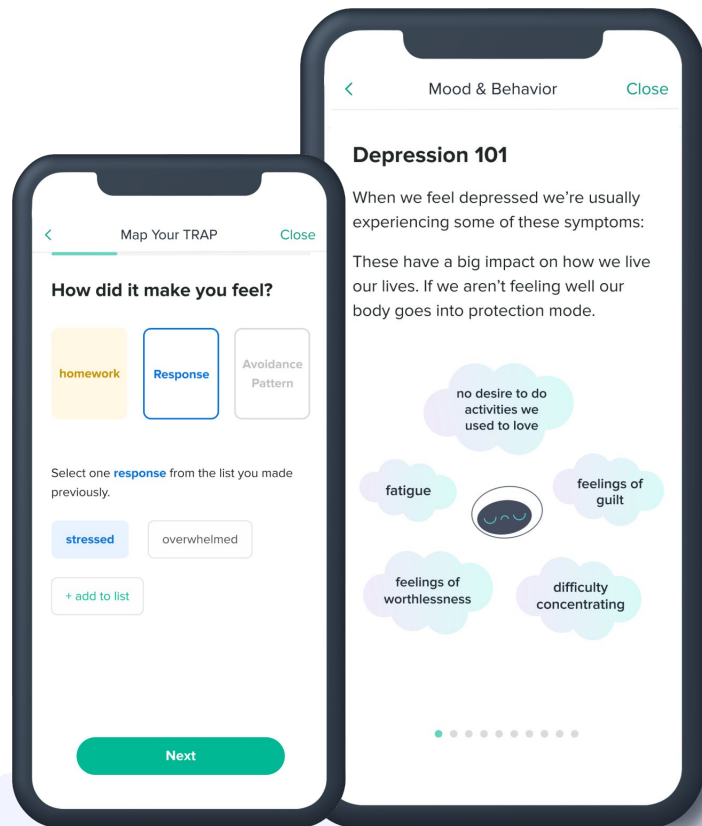 Map Your TRAP
Close
How did it make you feel?
homework
Response
Avoidance
Pattern
Select one response from the list you made
previously.
stressed
overwhelmed
+ add to list
Next
Mood & Behavior
Close
Depression 101
When we feel depressed we’re usually
experiencing some of these symptoms:
These have a big impact on how we live
our lives. If we aren’t feeling well our
body goes into protection mode.
no desire to do
activities we
used to love
fatigue
feelings of
guilt
feelings of
worthlessness
difficulty
concentrating